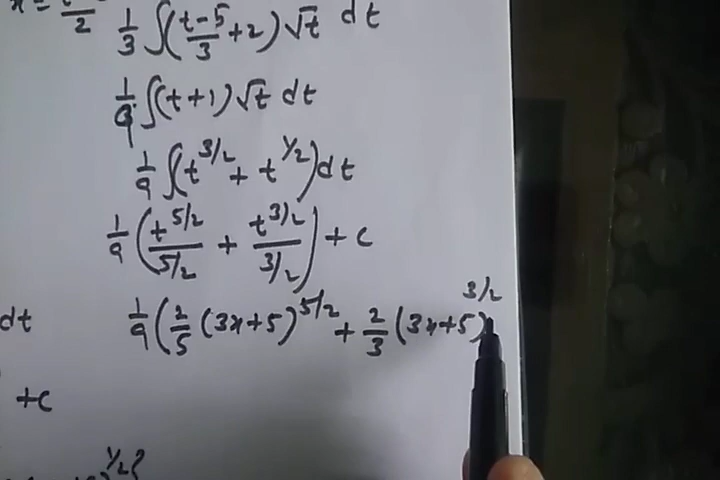 1/3 ∫((t-5)/3 + 2) √t dt
1/9 ∫(t+1) √t dt
1/9 ∫(t^3/2 + t^1/2) dt
1/9 (t^5/2 / 5/2 + t^3/2 / 3/2) + c
dt
1/9 (2/5 (3x+5)^5/2 + 2/3 (3x+5)^3/2
+c